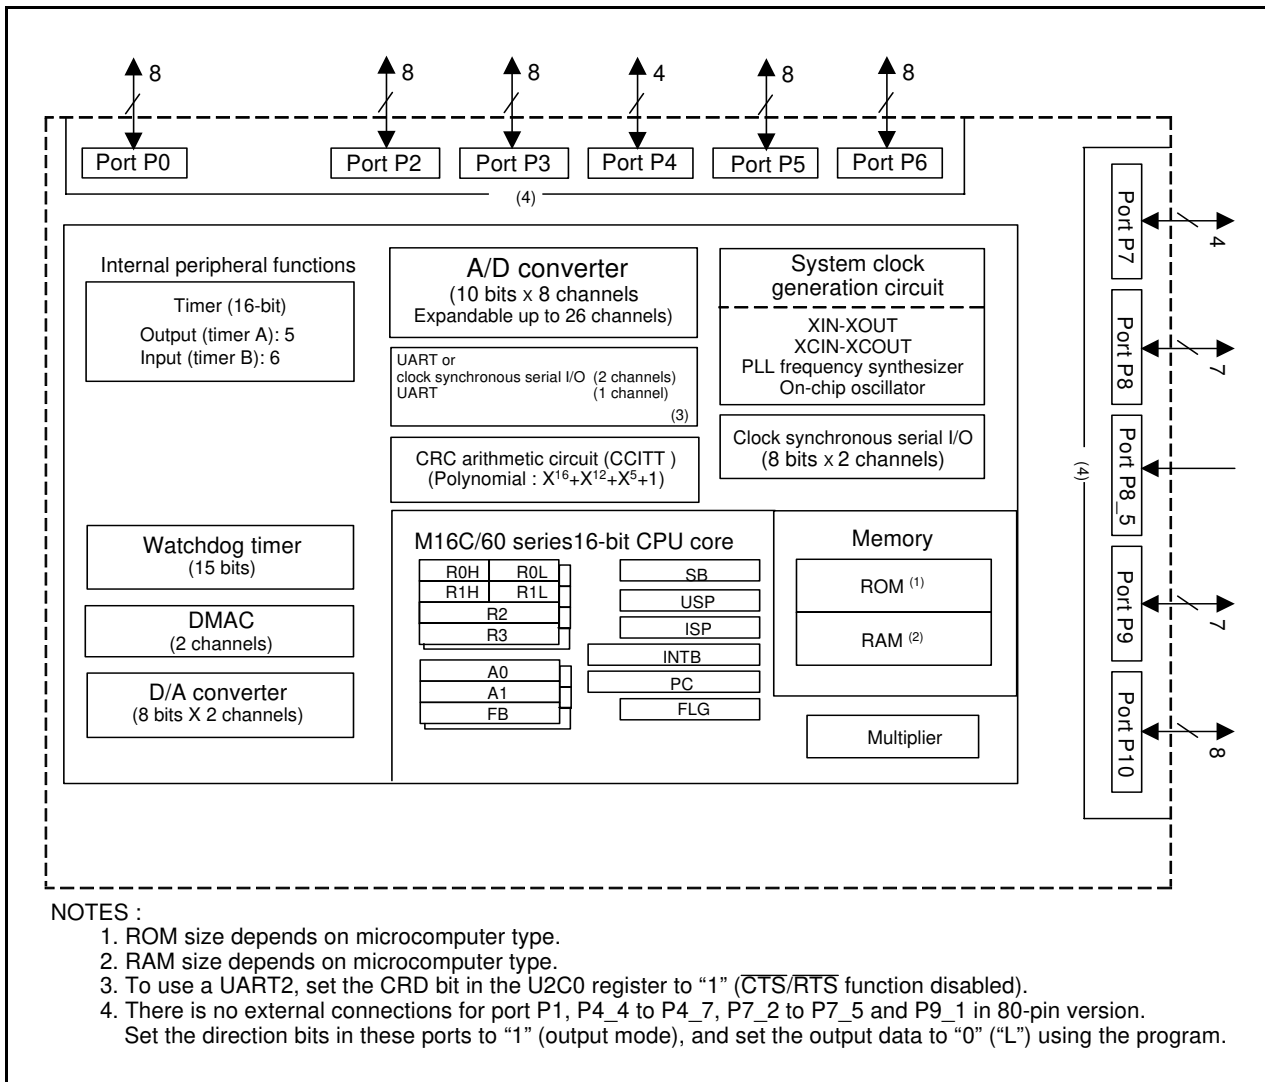 8 8 8 4 8 8
Port P0 Port P2 Port P3 Port P4 Port P5 Port P6
(4)
Internal peripheral functions
Timer (16-bit)
Output (timer A): 5
Input (timer B): 6
A/D converter
(10 bits x 8 channels
Expandable up to 26 channels)
System clock
generation circuit
XIN-XOUT
XCIN-XCOUT
PLL frequency synthesizer
On-chip oscillator
UART or
clock synchronous serial I/O (2 channels)
UART (1 channel)
(3)
Clock synchronous serial I/O
(8 bits x 2 channels)
CRC arithmetic circuit (CCITT )
(Polynomial : X¹⁶+X¹²+X⁵+1)
Watchdog timer
(15 bits)
DMAC
(2 channels)
D/A converter
(8 bits X 2 channels)
M16C/60 series16-bit CPU core
R0H R0L
R1H R1L
R2
R3
A0
A1
FB
SB
USP
ISP
INTB
PC
FLG
Memory
ROM (1)
RAM (2)
Multiplier
(4)
Port P7
4
Port P8
7
Port P8_5
Port P9
7
Port P10
8
NOTES :
1. ROM size depends on microcomputer type.
2. RAM size depends on microcomputer type.
3. To use a UART2, set the CRD bit in the U2C0 register to “1” (CTS/RTS function disabled).
4. There is no external connections for port P1, P4_4 to P4_7, P7_2 to P7_5 and P9_1 in 80-pin version.
Set the direction bits in these ports to “1” (output mode), and set the output data to “0” (“L”) using the program.